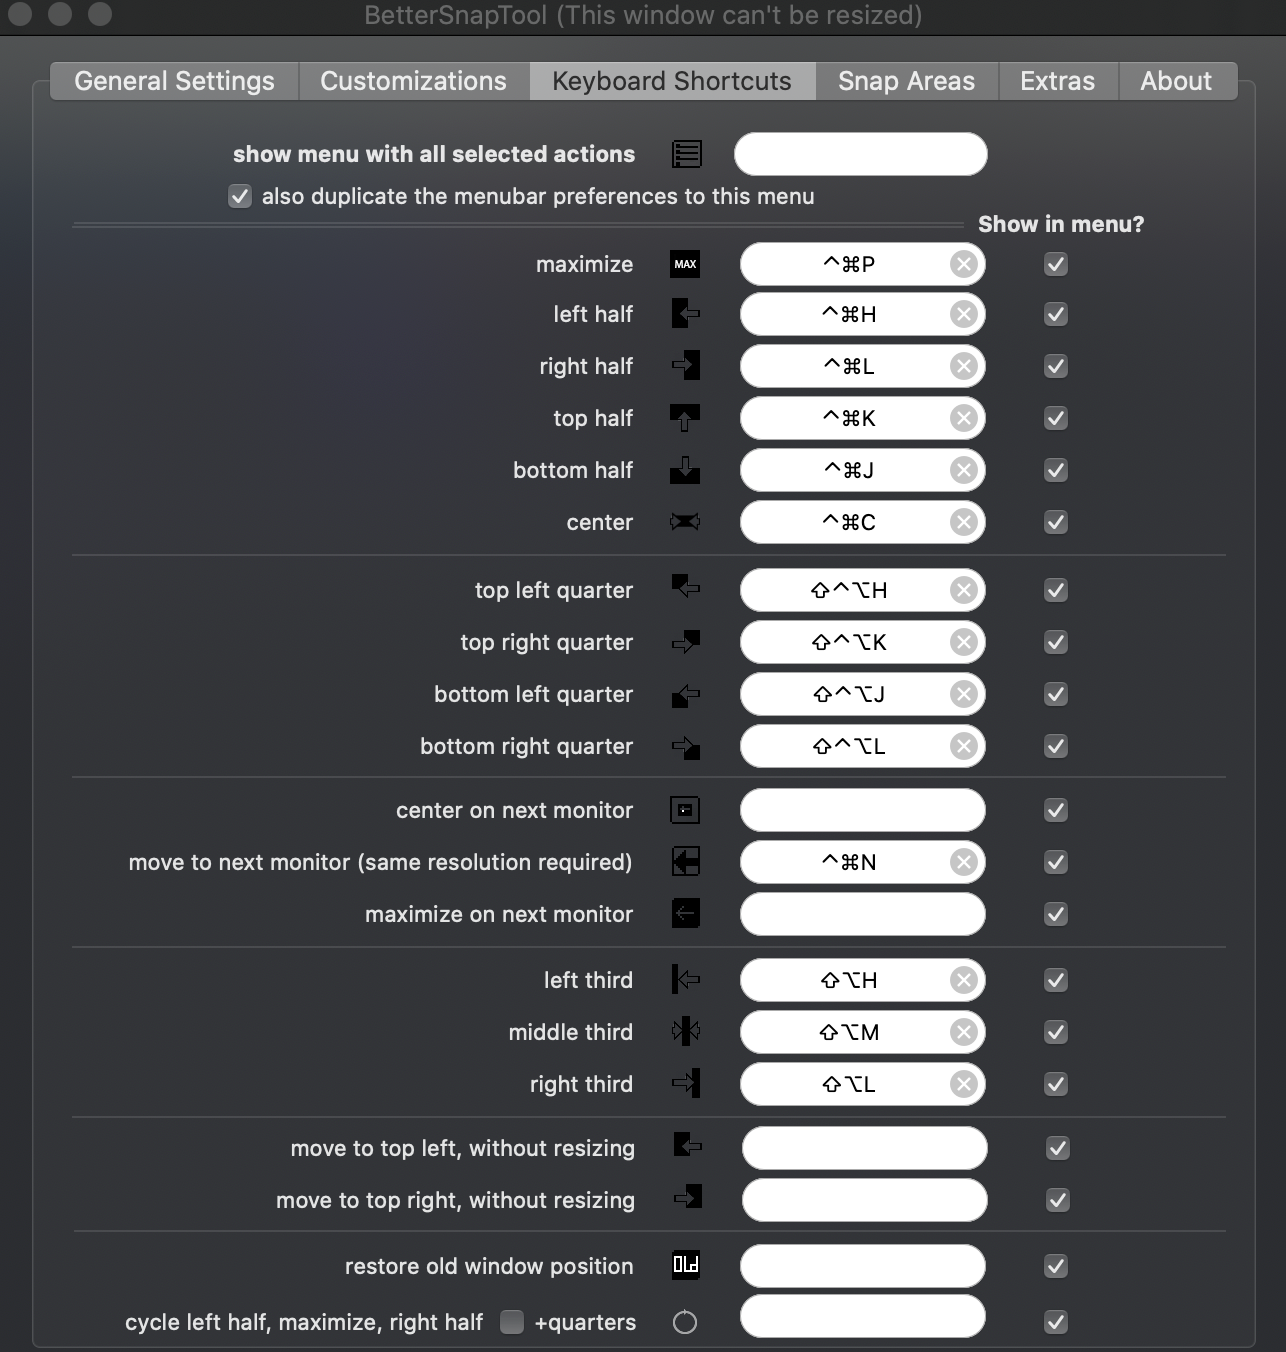 BetterSnapTool (This window can't be resized)
General Settings Customizations Keyboard Shortcuts Snap Areas Extras About
show menu with all selected actions
also duplicate the menubar preferences to this menu
Show in menu?
maximize MAX ^⌘P
left half ^⌘H
right half ^⌘L
top half ^⌘K
bottom half ^⌘J
center ^⌘C
top left quarter ⇧^⌥H
top right quarter ⇧^⌥K
bottom left quarter ⇧^⌥J
bottom right quarter ⇧^⌥L
center on next monitor
move to next monitor (same resolution required) ^⌘N
maximize on next monitor
left third ⇧⌥H
middle third ⇧⌥M
right third ⇧⌥L
move to top left, without resizing
move to top right, without resizing
restore old window position OLd
cycle left half, maximize, right half +quarters